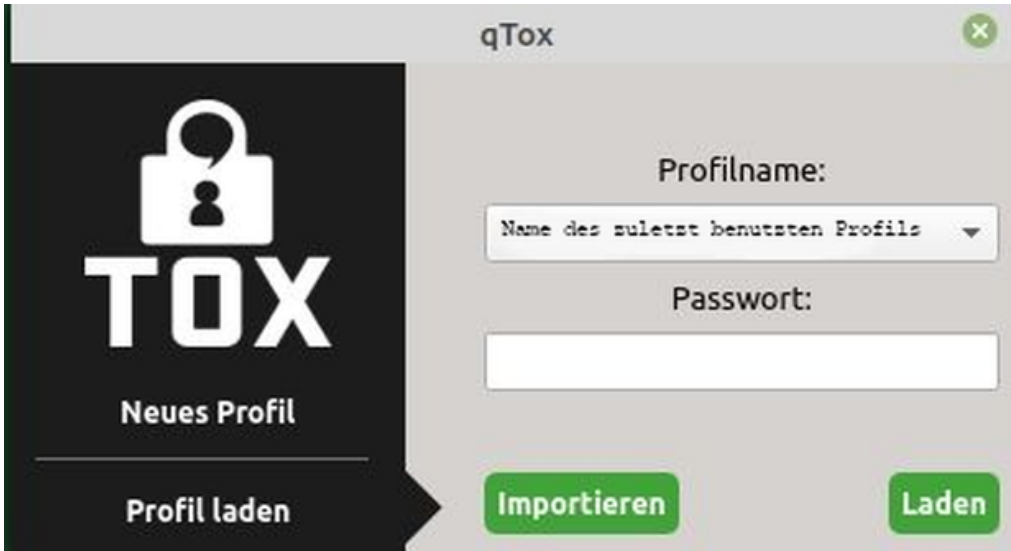 qTox
TOX
Neues Profil
Profil laden
Profilname:
Name des zuletzt benutzten Profils
Passwort:
Importieren
Laden